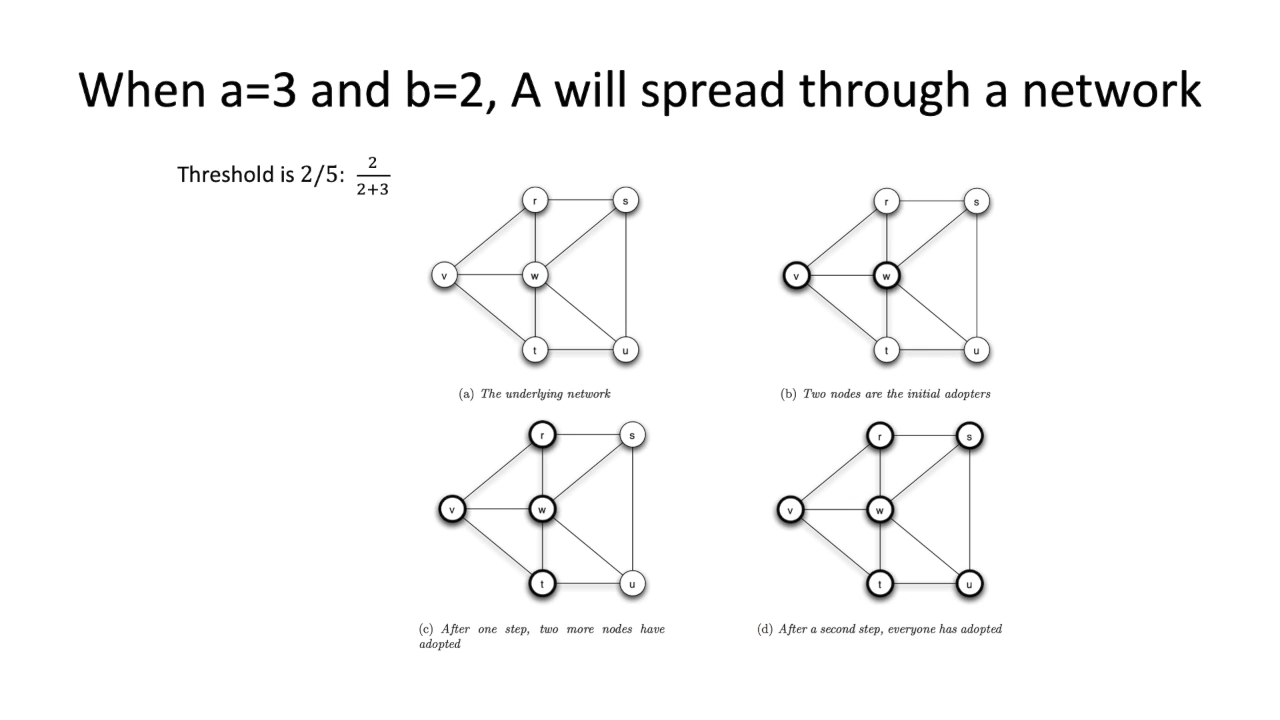 When a=3 and b=2, A will spread through a network
Threshold is 2/5: 2/(2+3)
r s
v w
t u
(a) The underlying network
r s
v w
t u
(b) Two nodes are the initial adopters
r s
v w
t u
(c) After one step, two more nodes have
adopted
r s
v w
t u
(d) After a second step, everyone has adopted